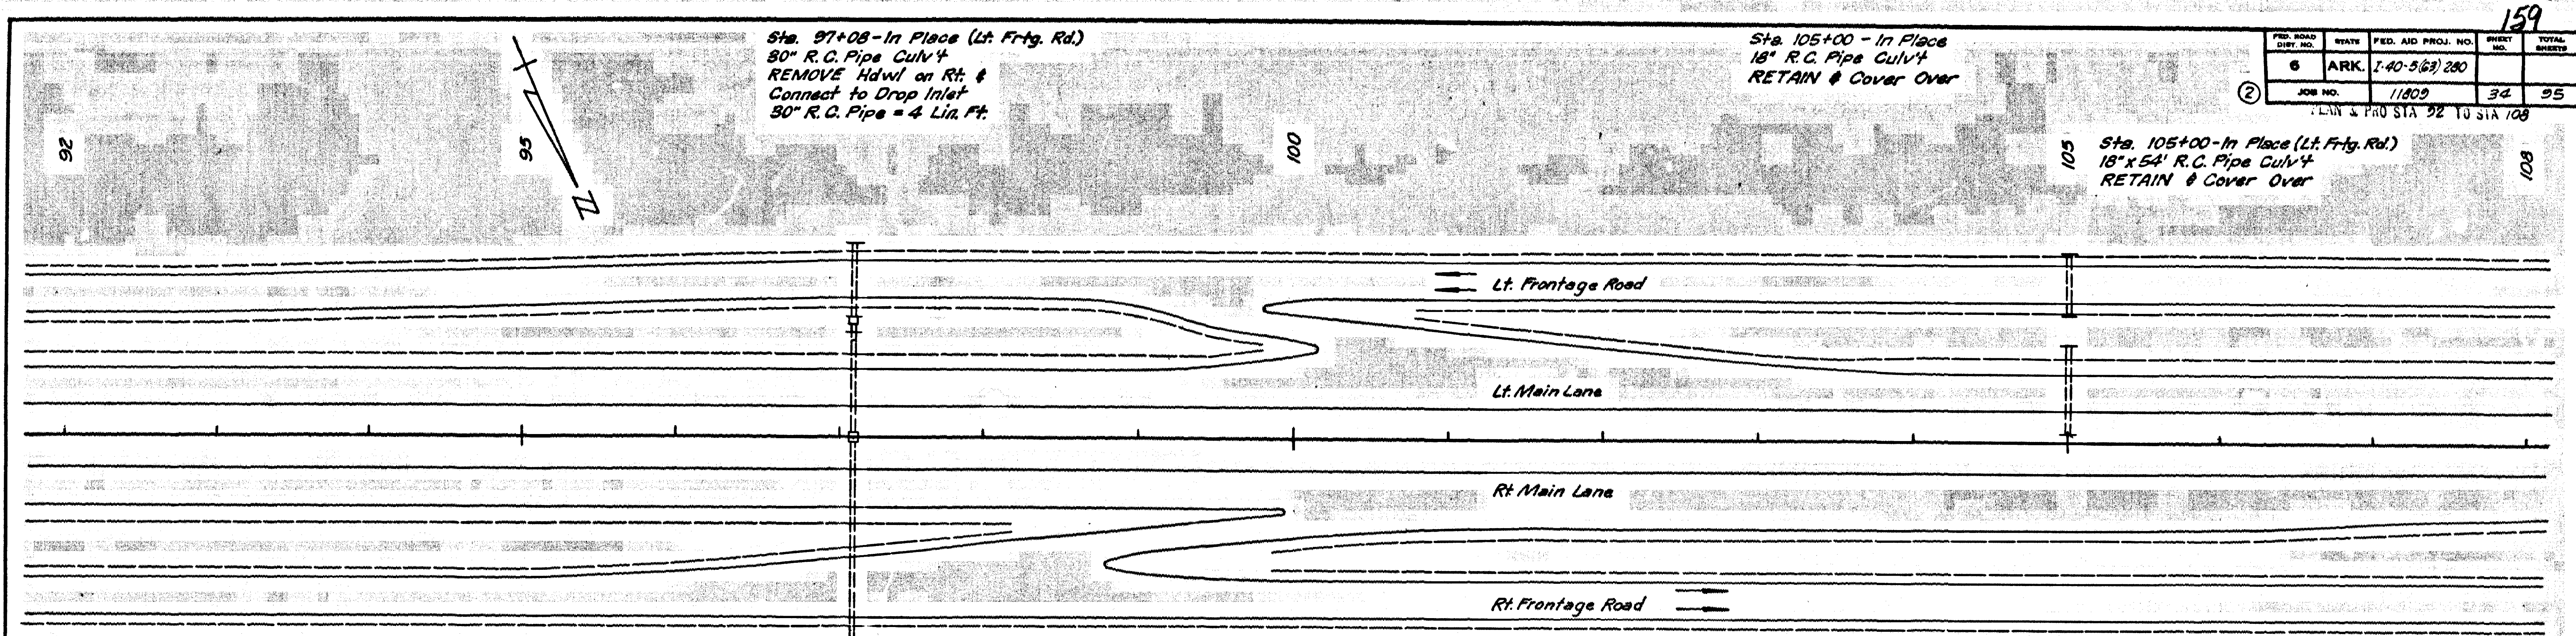 159
Sta. 97+08-In Place (Lt. Frtg. Rd.)
30" R.C. Pipe Culv't
REMOVE Hdwl on Rt. &
Connect to Drop Inlet
30" R.C. Pipe = 4 Lin. Ft.
Sta. 105+00 - In Place
18" R.C. Pipe Culv't
RETAIN & Cover Over
FED. ROAD DIST. NO. STATE FED. AID PROJ. NO. SHEET NO. TOTAL SHEETS
6 ARK. I-40-5(63)280
2 JOB NO. 11809 34 95
PLAN & PRO STA 92 TO STA 108
Sta. 105+00-In Place (Lt. Frtg. Rd.)
18" x 54' R.C. Pipe Culv't
RETAIN & Cover Over
92
95
N
100
105
108
Lt. Frontage Road
Lt. Main Lane
Rt. Main Lane
Rt. Frontage Road